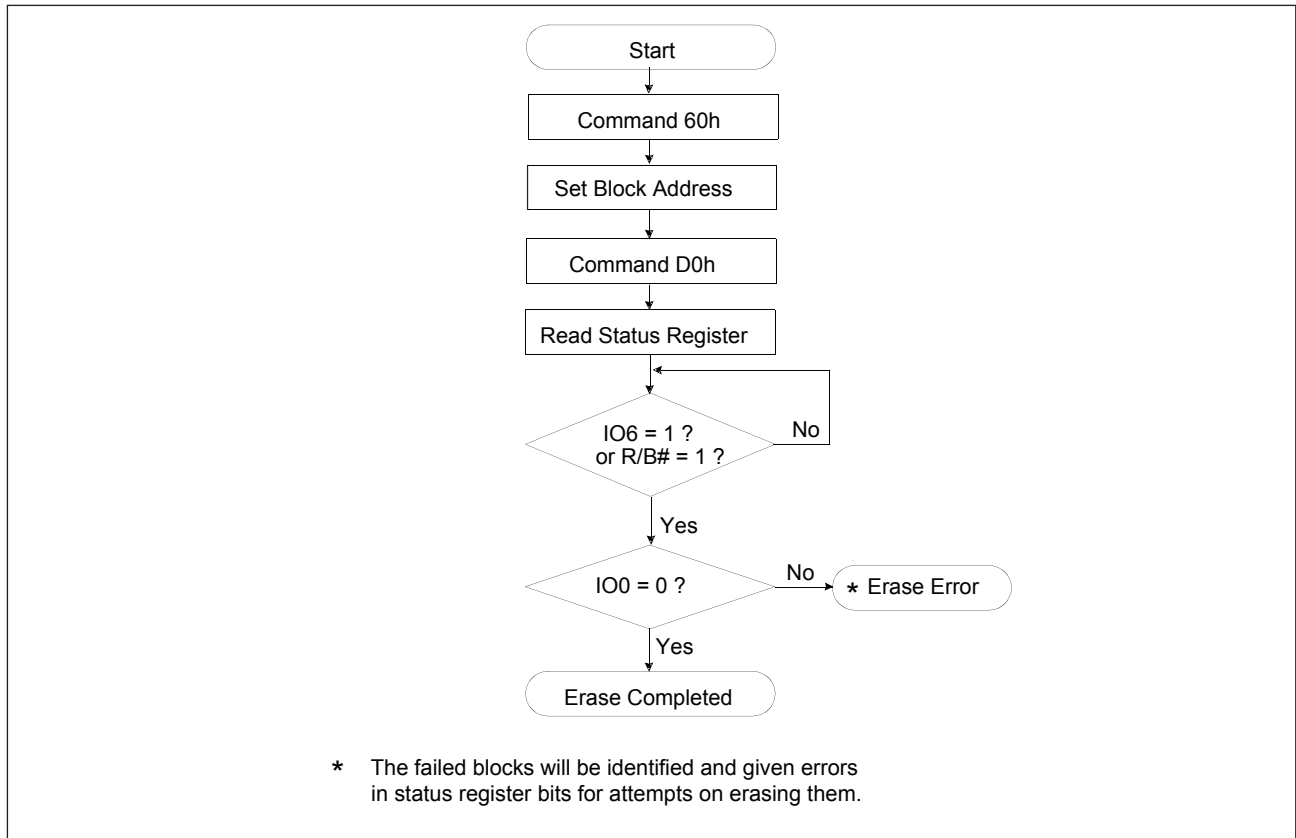 Start
Command 60h
Set Block Address
Command D0h
Read Status Register
IO6 = 1 ?
or R/B# = 1 ?
No
Yes
IO0 = 0 ?
No
* Erase Error
Yes
Erase Completed
* The failed blocks will be identified and given errors
in status register bits for attempts on erasing them.